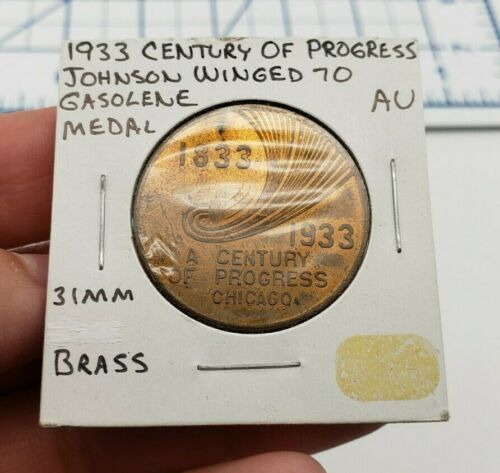 1933 CENTURY OF PROGRESS
JOHNSON WINGED 70
GASOLENE AU
MEDAL
1833
1933
A CENTURY
OF PROGRESS
CHICAGO
31MM
BRASS